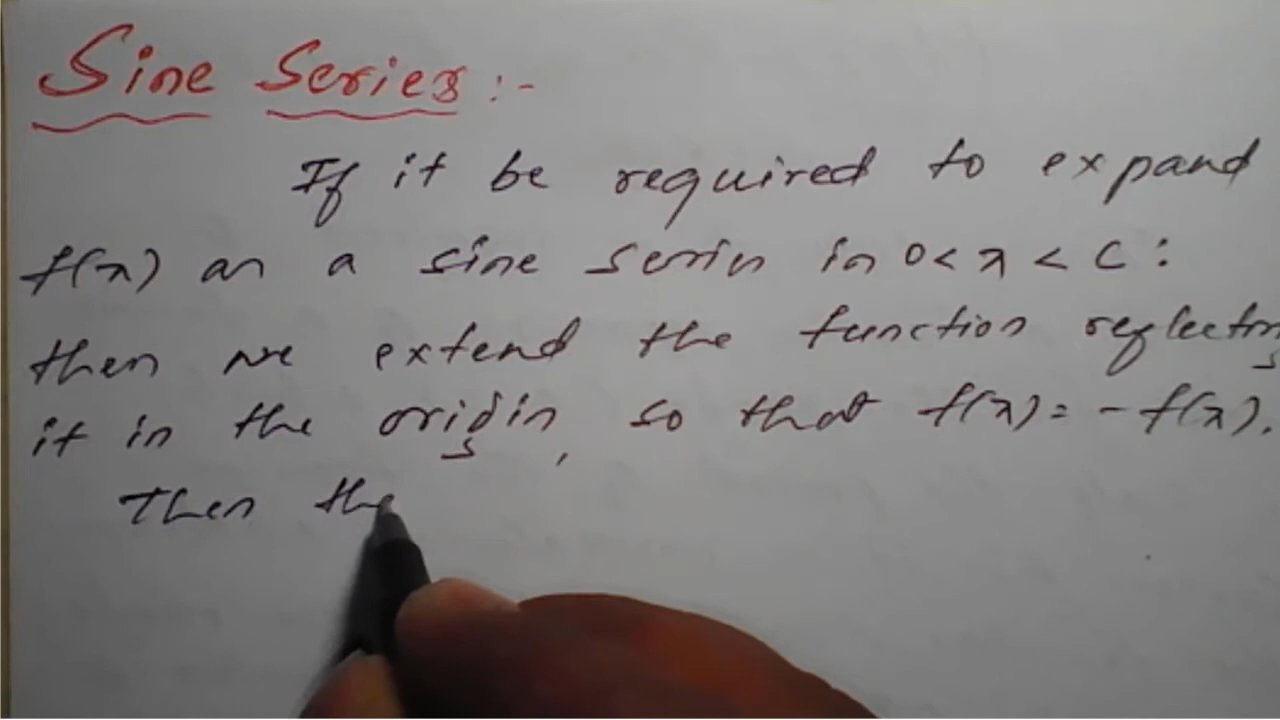 Sine Series:-
If it be required to expand
f(x) as a sine series in 0 < x < c :
then we extend the function reflecting
it in the origin, so that f(x) = -f(x).
Then the